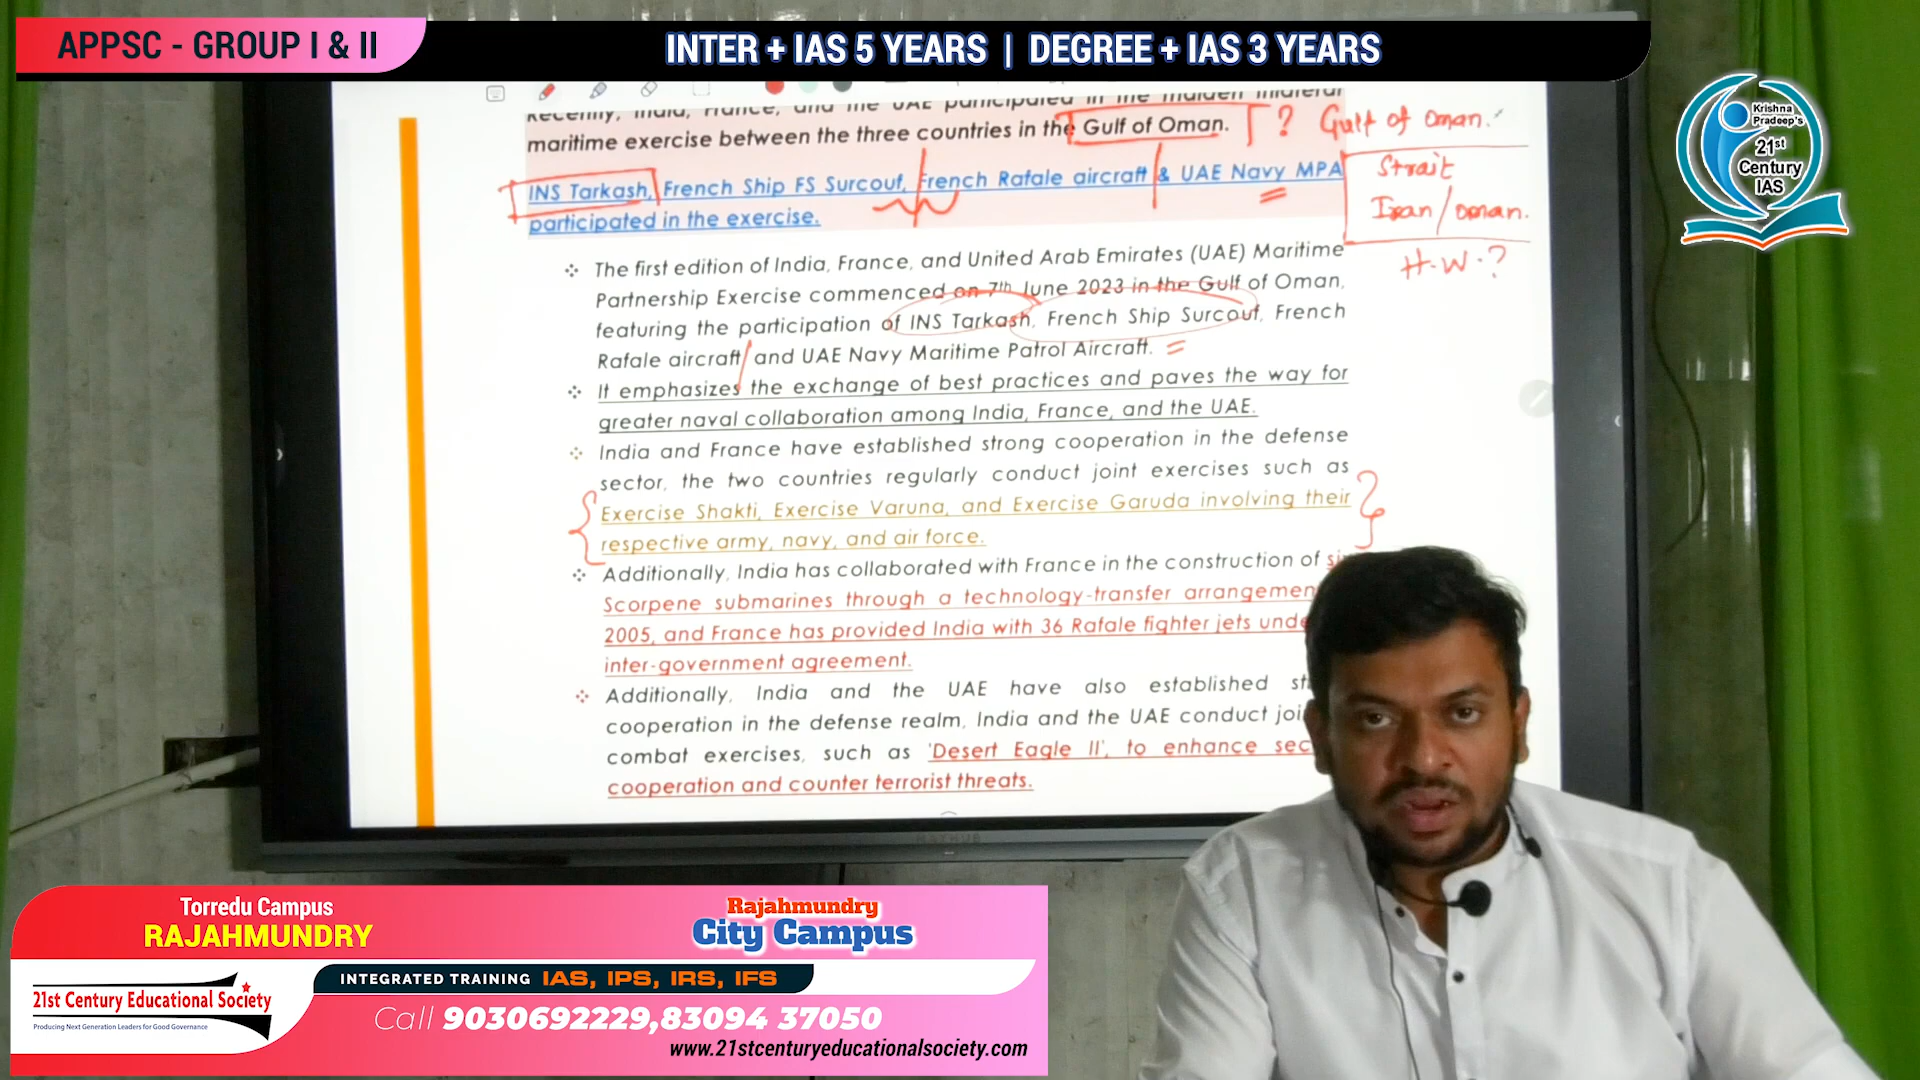 APPSC - GROUP I & II
INTER + IAS 5 YEARS | DEGREE + IAS 3 YEARS
Krishna
Pradeep's
21st
Century
IAS
Recently, India, France, and the UAE participated in the maiden trilateral
maritime exercise between the three countries in the Gulf of Oman.
? Gulf of Oman.
INS Tarkash, French Ship FS Surcouf, French Rafale aircraft & UAE Navy MPA
participated in the exercise.
Strait
Iran/Oman.
H.W.?
The first edition of India, France, and United Arab Emirates (UAE) Maritime
Partnership Exercise commenced on 7th June 2023 in the Gulf of Oman,
featuring the participation of INS Tarkash, French Ship Surcouf, French
Rafale aircraft and UAE Navy Maritime Patrol Aircraft.
It emphasizes the exchange of best practices and paves the way for
greater naval collaboration among India, France, and the UAE.
India and France have established strong cooperation in the defense
sector, the two countries regularly conduct joint exercises such as
Exercise Shakti, Exercise Varuna, and Exercise Garuda involving their
respective army, navy, and air force.
Additionally, India has collaborated with France in the construction of
Scorpene submarines through a technology-transfer
2005, and France has provided India with 36 Rafale fighter jets
inter-government agreement.
Additionally, India and the UAE have also established
cooperation in the defense realm, India and the UAE conduct
combat exercises, such as 'Desert Eagle II', to enhance
cooperation and counter terrorist threats.
Torredu Campus
RAJAHMUNDRY
Rajahmundry
City Campus
21st Century Educational Society
Producing Next Generation Leaders for Good Governance
INTEGRATED TRAINING IAS, IPS, IRS, IFS
Call 9030692229,83094 37050
www.21stcenturyeducationalsociety.com